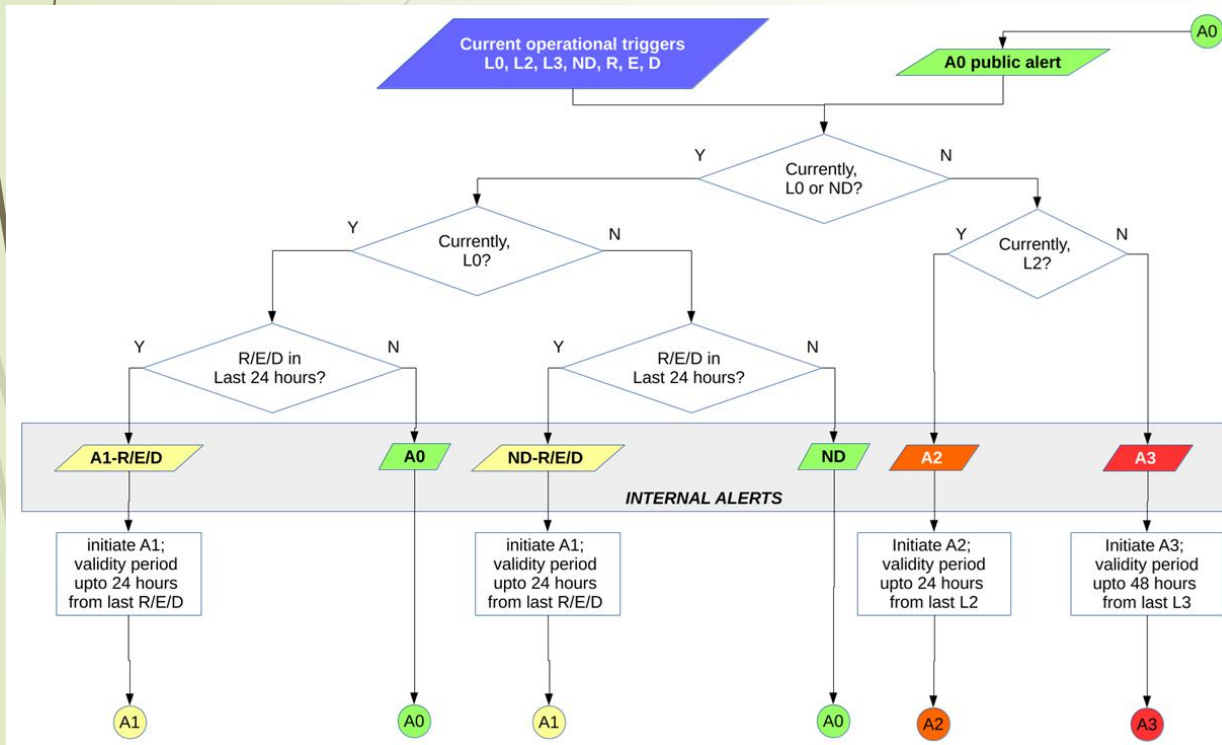 Current operational triggers
L0, L2, L3, ND, R, E, D
A0 public alert
A0
Currently,
L0 or ND?
Y
N
Currently,
L0?
Y
N
Currently,
L2?
Y
N
R/E/D in
Last 24 hours?
Y
N
R/E/D in
Last 24 hours?
Y
N
A1-R/E/D
A0
ND-R/E/D
ND
A2
A3
INTERNAL ALERTS
initiate A1;
validity period
upto 24 hours
from last R/E/D
initiate A1;
validity period
upto 24 hours
from last R/E/D
Initiate A2;
validity period
upto 24 hours
from last L2
Initiate A3;
validity period
upto 48 hours
from last L3
A1
A0
A1
A0
A2
A3